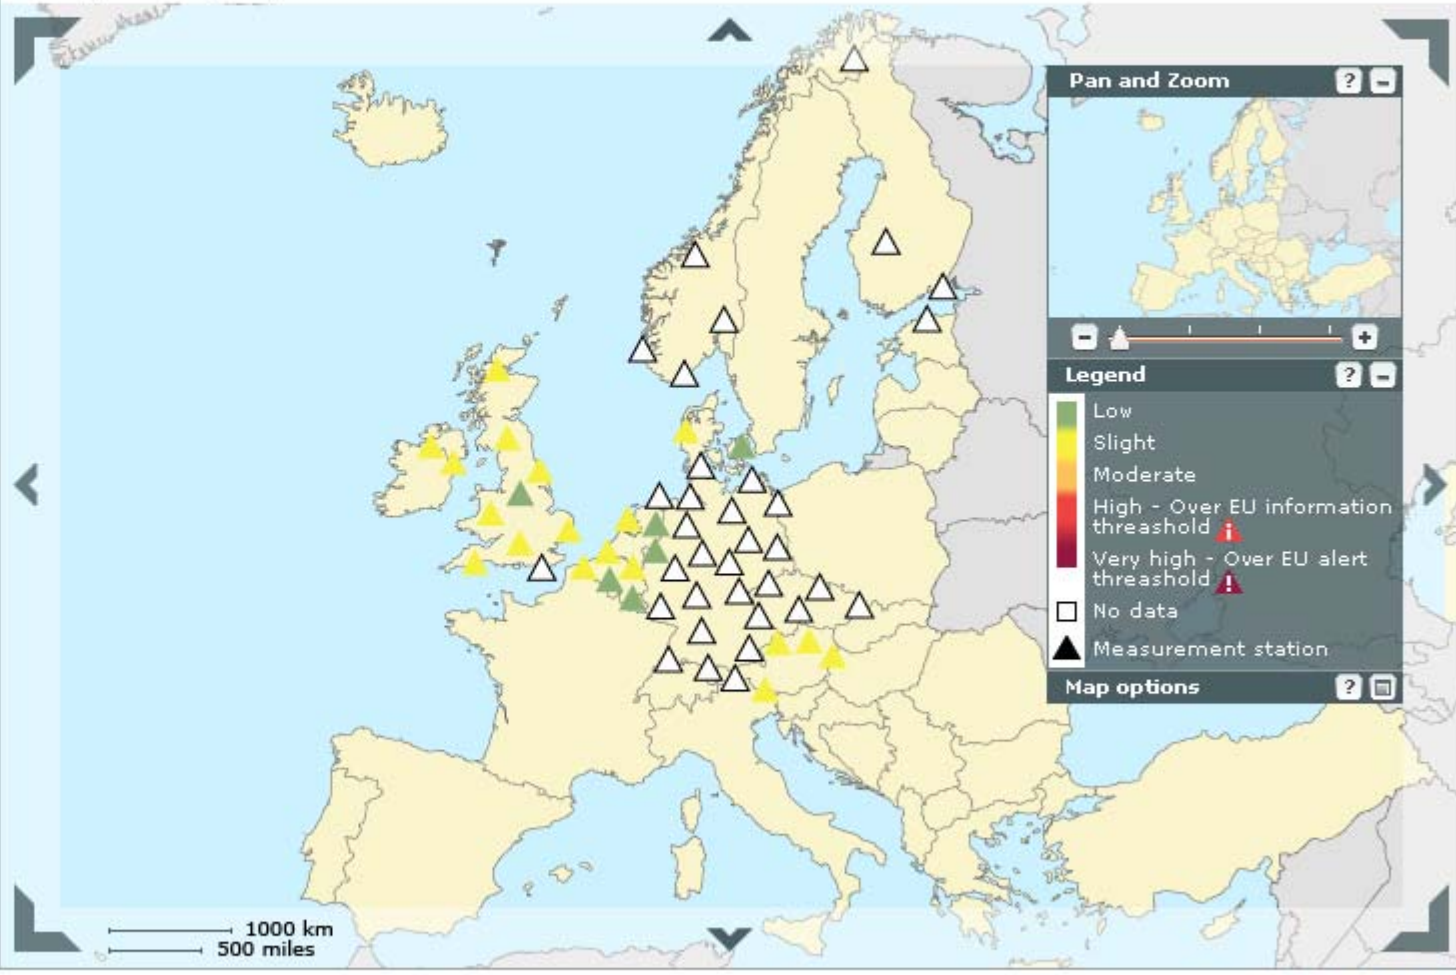 Pan and Zoom
?
−
−
+
Legend
?
−
Low
Slight
Moderate
High - Over EU information
threashold
i
Very high - Over EU alert
threashold
!
No data
Measurement station
Map options
?
1000 km
500 miles